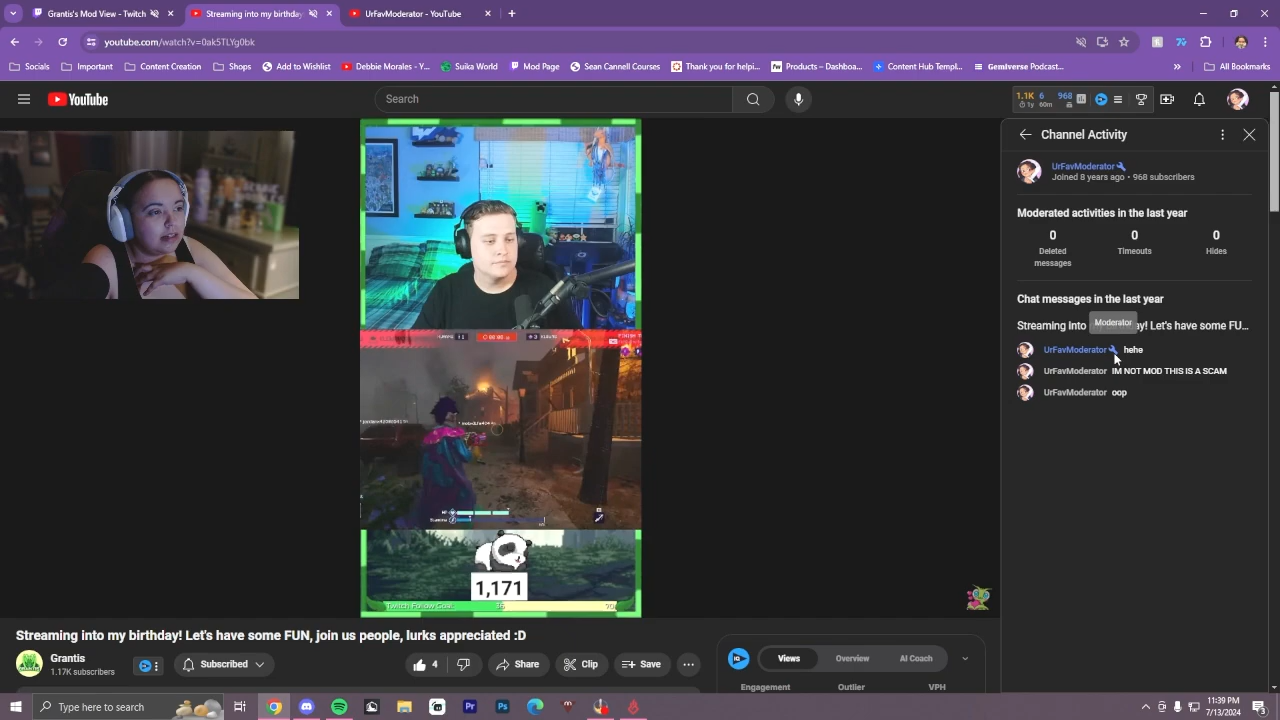 Grantis's Mod View - Twitch
Streaming into my birthday
UrFavModerator - YouTube
youtube.com/watch?v=0ak5TLYg0bk
Socials
Important
Content Creation
Shops
Add to Wishlist
Debbie Morales - Y...
Suika World
Mod Page
Sean Cannell Courses
Thank you for helpi...
Products – Dashboa...
Content Hub Templ...
Gemiverse Podcast...
All Bookmarks
YouTube
Search
1.1K 6 968
1y 60m
Channel Activity
UrFavModerator
Joined 8 years ago • 968 subscribers
Moderated activities in the last year
0 0 0
Deleted messages
Timeouts
Hides
Chat messages in the last year
Moderator
Streaming into
ay! Let's have some FU...
UrFavModerator hehe
UrFavModerator IM NOT MOD THIS IS A SCAM
UrFavModerator oop
1,171
Twitch Follow Goal
Streaming into my birthday! Let's have some FUN, join us people, lurks appreciated :D
Grantis
1.17K subscribers
Subscribed
4
Share
Clip
Save
Views
Overview
AI Coach
Engagement
Outlier
VPH
Type here to search
11:39 PM
7/13/2024